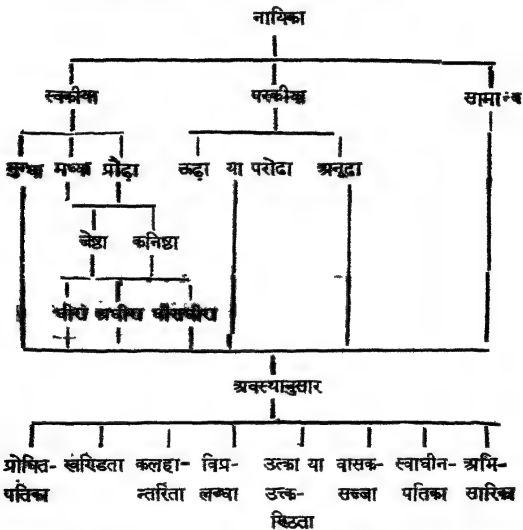 नायिका
स्वकीया परकीया सामान्य
मुग्धा मध्या प्रौढ़ा ऊढ़ा या परोढा अनूढा
जेष्ठा कनिष्ठा
धीरा अधीरा धीराधीरा
अवस्थानुसार
प्रोषित- खण्डिता कलहा- विप्र- उत्का या वासक- स्वाधीन- अभि-
पतिका न्तरिता लब्धा उत्क- सज्जा पतिका सारिका
ण्ठिता